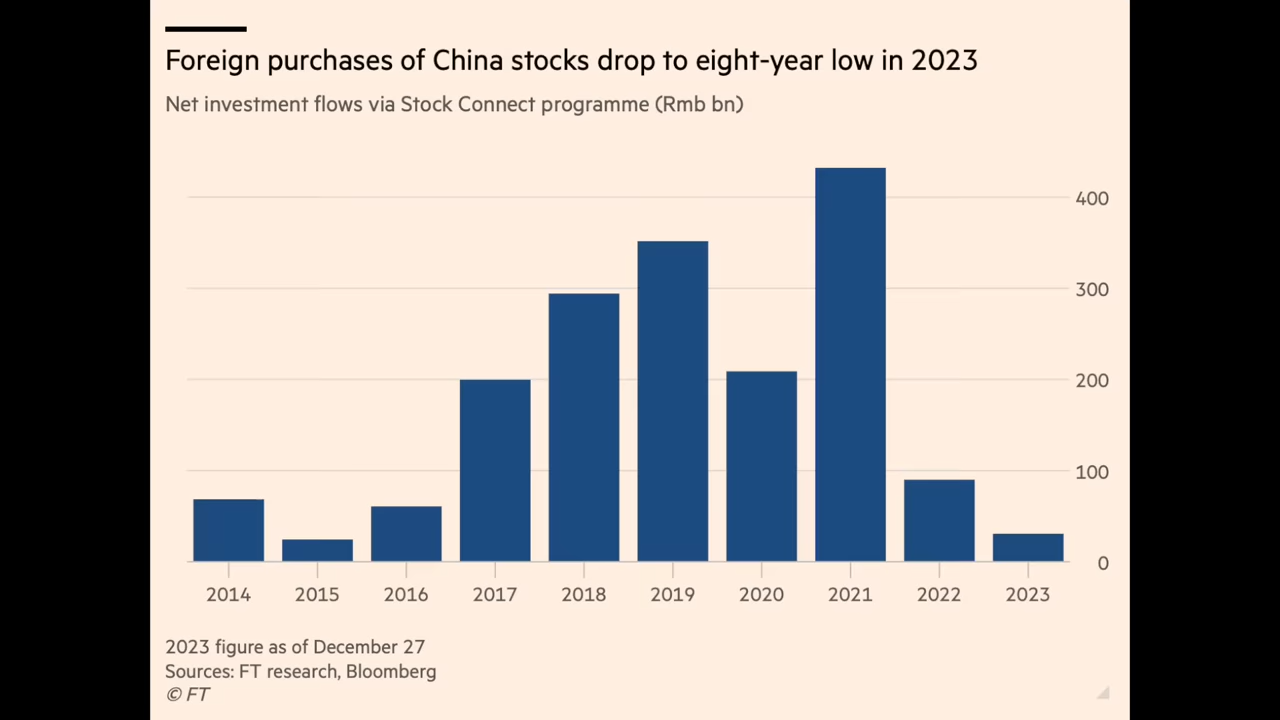 Foreign purchases of China stocks drop to eight-year low in 2023
Net investment flows via Stock Connect programme (Rmb bn)
400
300
200
100
0
2014 2015 2016 2017 2018 2019 2020 2021 2022 2023
2023 figure as of December 27
Sources: FT research, Bloomberg
© FT